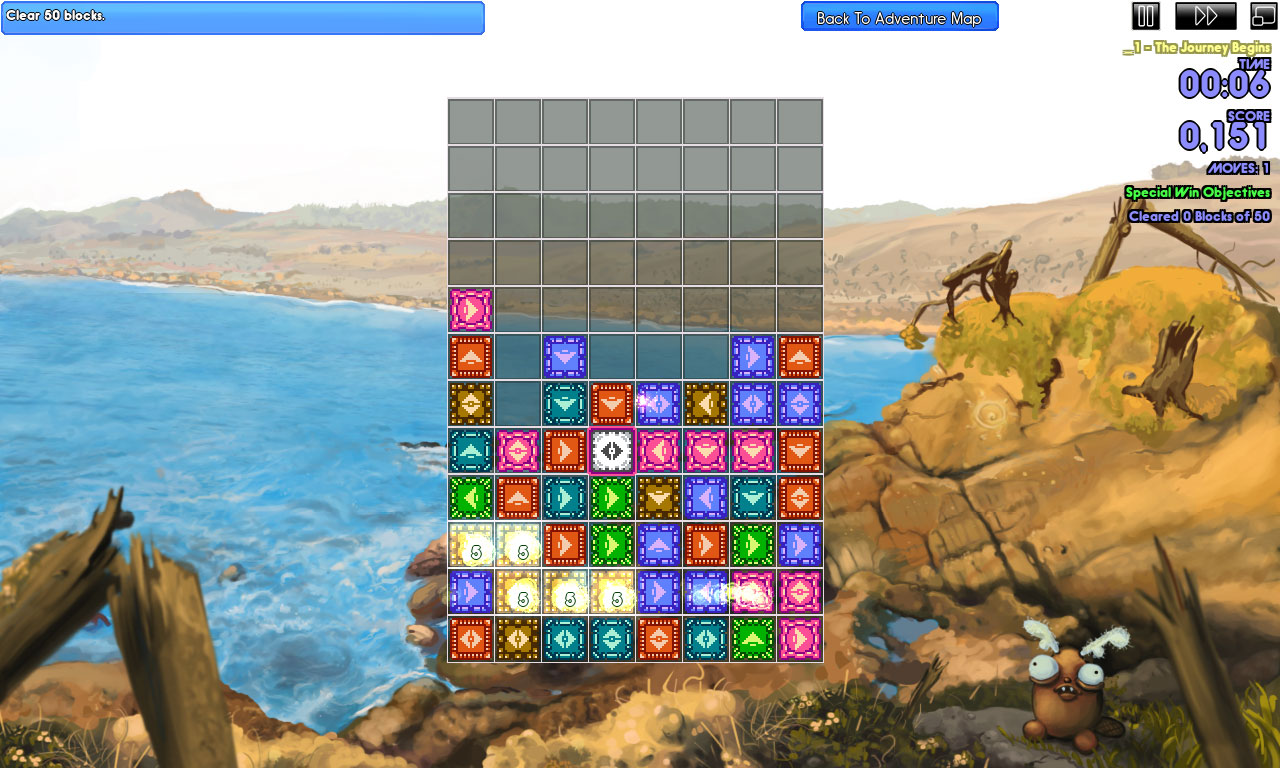 Clear 50 blocks.
Back To Adventure Map
_1 - The Journey Begins
TIME
00:06
SCORE
0,151
MOVES: 1
Special Win Objectives
Cleared 0 Blocks of 50
5 5
5 5 5